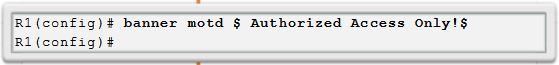 R1(config)# banner motd $ Authorized Access Only!$
R1(config)#